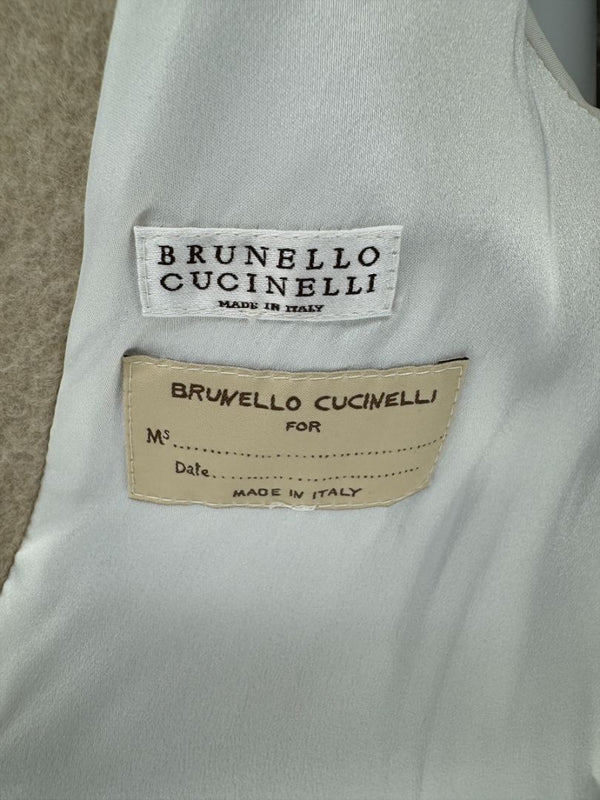 BRUNELLO
CUCINELLI
MADE IN ITALY
BRUNELLO CUCINELLI
FOR
Ms
Date
MADE IN ITALY